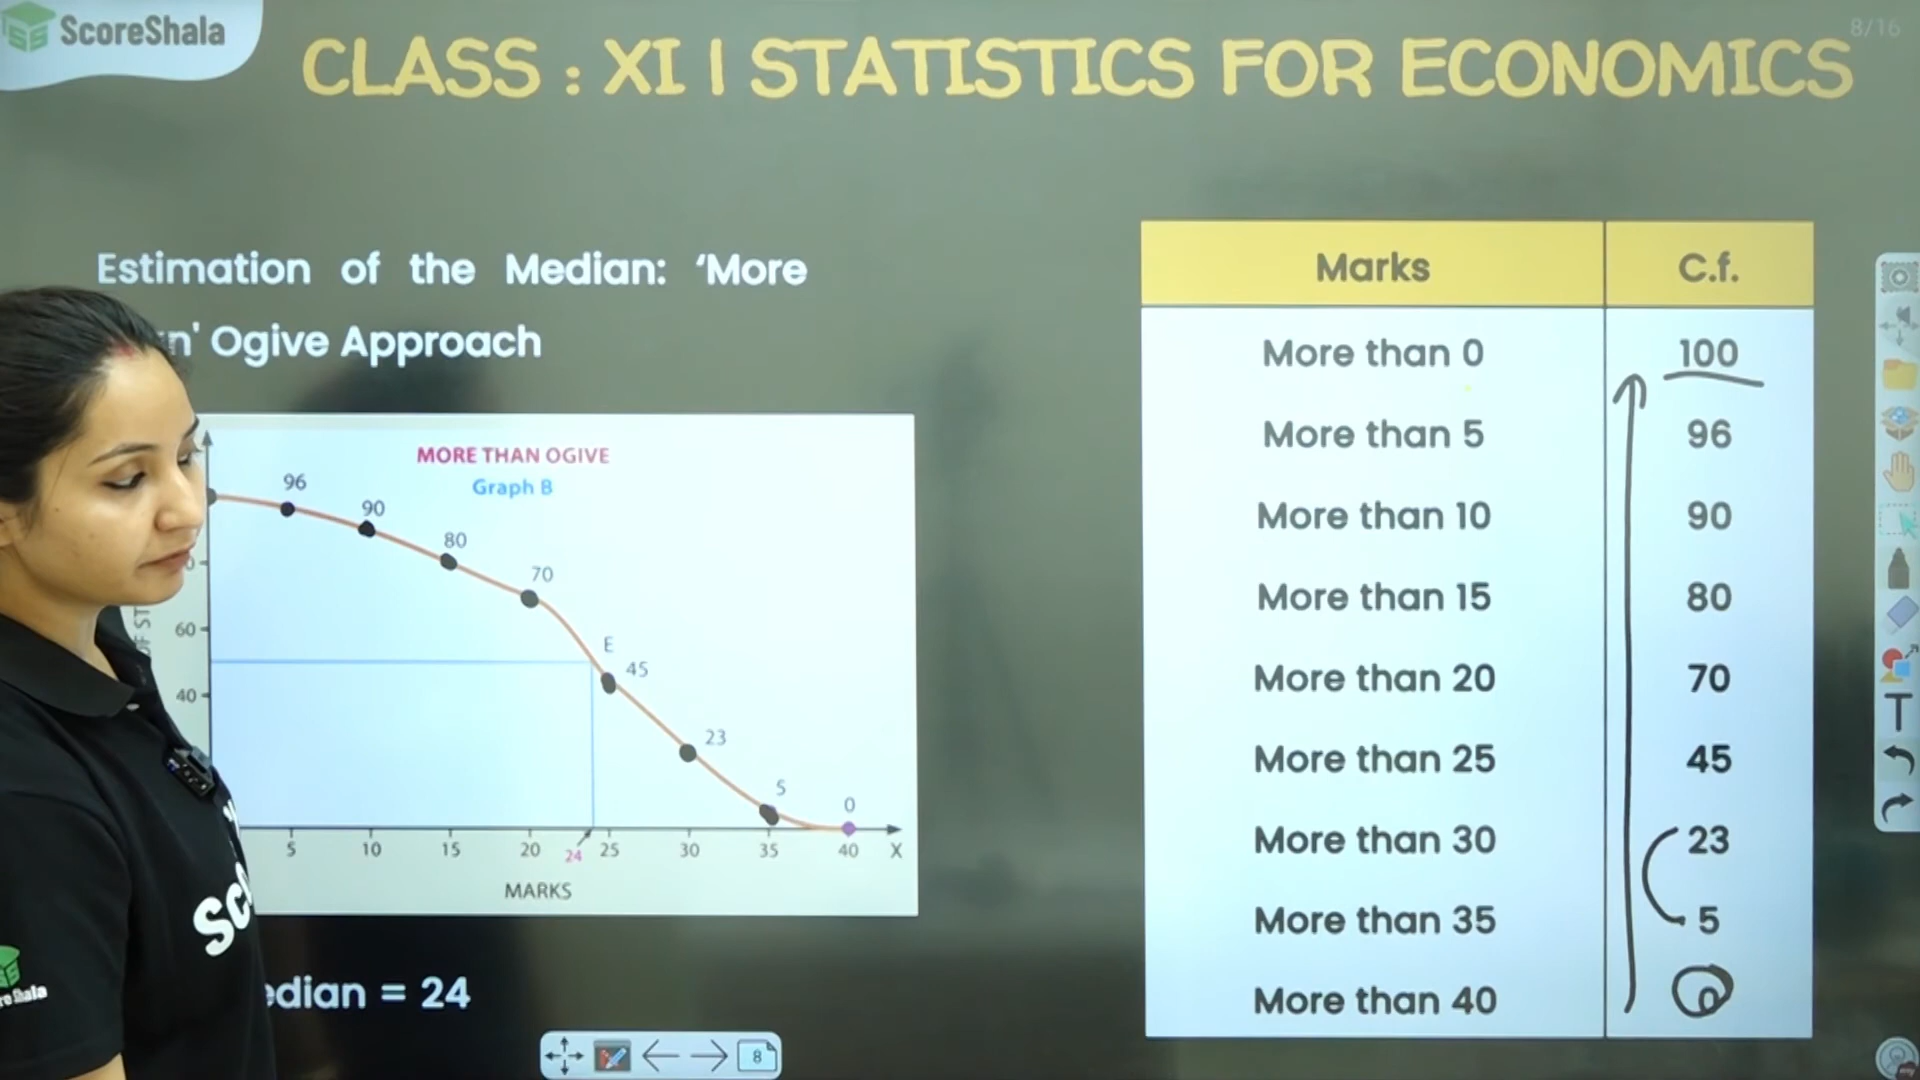 ScoreShala
8/16
CLASS : XI | STATISTICS FOR ECONOMICS
Estimation of the Median: ‘More
n' Ogive Approach
MORE THAN OGIVE
Graph B
96
90
80
70
E
45
23
5
0
60
40
5 10 15 20 24 25 30 35 40 X
MARKS
edian = 24
Marks C.f.
More than 0 100
More than 5 96
More than 10 90
More than 15 80
More than 20 70
More than 25 45
More than 30 23
More than 35 5
More than 40 0
8